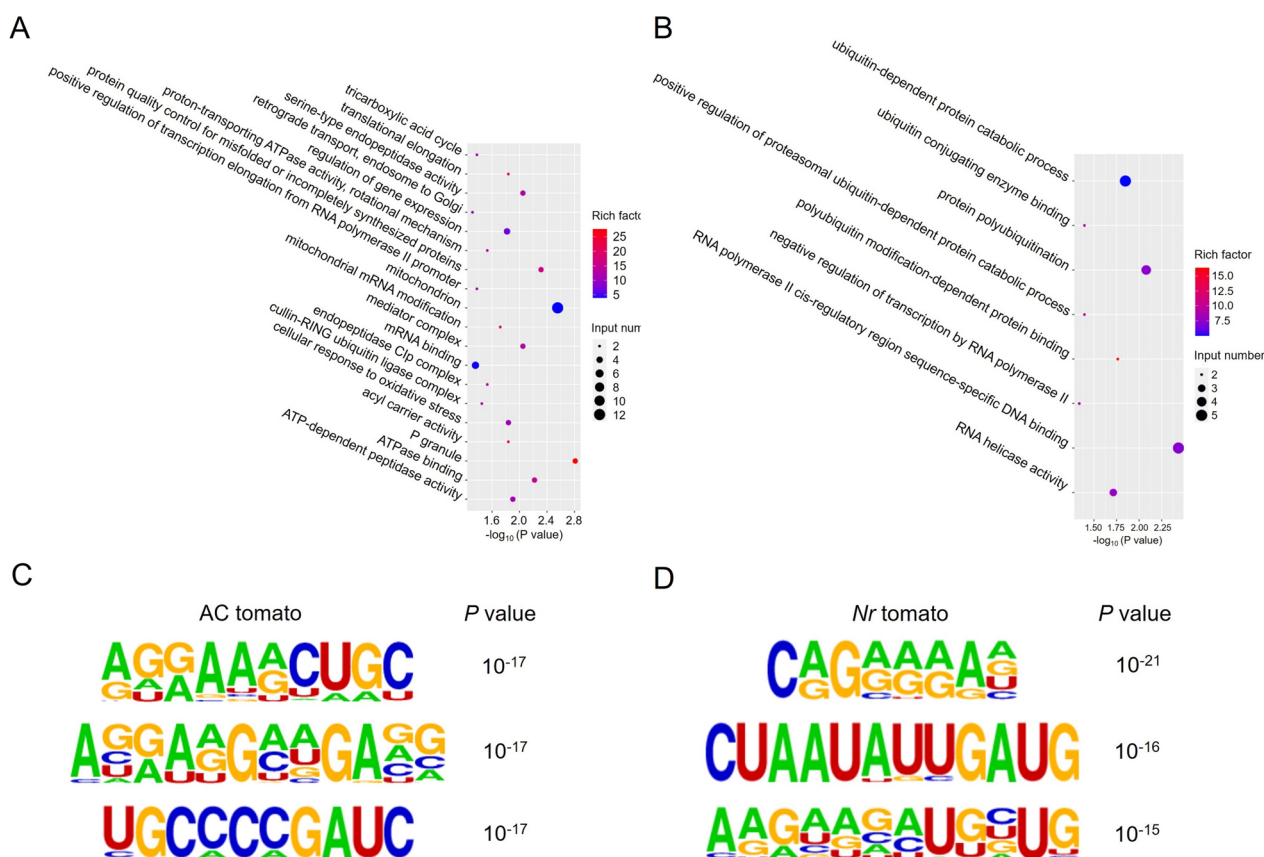 A
tricarboxylic acid cycle
translational elongation
serine-type endopeptidase activity
retrograde transport, endosome to Golgi
regulation of gene expression
proton-transporting ATPase activity, rotational mechanism
protein quality control for misfolded or incompletely synthesized proteins
positive regulation of transcription elongation from RNA polymerase II promoter
mitochondrion
mitochondrial mRNA modification
mediator complex
mRNA binding
endopeptidase Clp complex
cullin-RING ubiquitin ligase complex
cellular response to oxidative stress
acyl carrier activity
P granule
ATPase binding
ATP-dependent peptidase activity
1.6 2.0 2.4 2.8
-log10 (P value)
Rich facto
25
20
15
10
5
Input num
2
4
6
8
10
12
B
ubiquitin-dependent protein catabolic process
ubiquitin conjugating enzyme binding
protein polyubiquitination
positive regulation of proteasomal ubiquitin-dependent protein catabolic process
polyubiquitin modification-dependent protein binding
negative regulation of transcription by RNA polymerase II
RNA polymerase II cis-regulatory region sequence-specific DNA binding
RNA helicase activity
1.50 1.75 2.00 2.25
-log10 (P value)
Rich factor
15.0
12.5
10.0
7.5
Input number
2
3
4
5
C
AC tomato P value
AGGAAACUGC 10-17
AGGAAGAAGAGG 10-17
UGCCCCGAUC 10-17
D
Nr tomato P value
CAGAAAAA 10-21
CUAAUAUUGAUG 10-16
AAGAAGAUGCUG 10-15